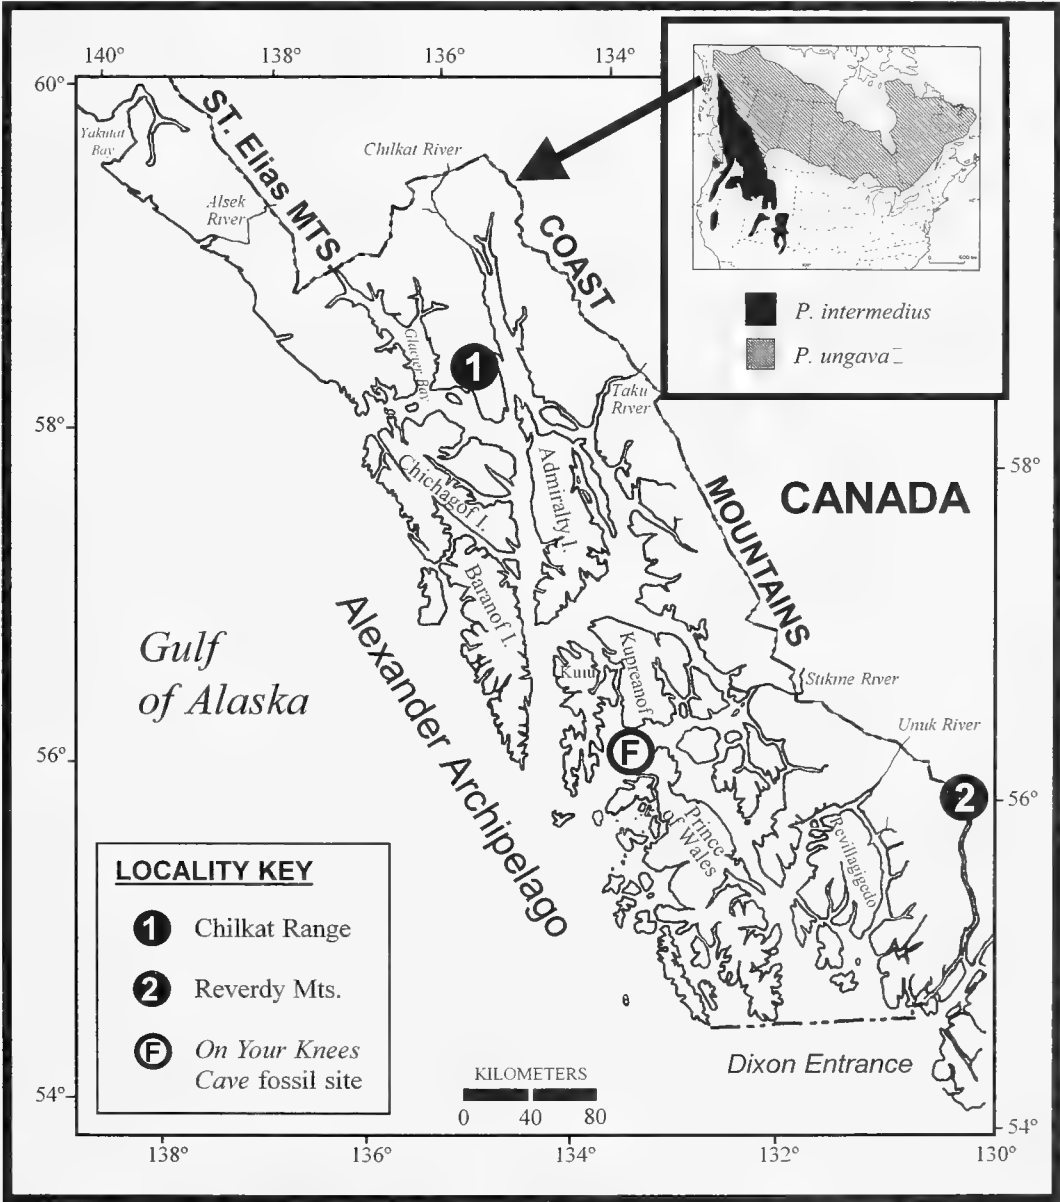 140°
138°
136°
134°
60°
58°
56°
54°
58°
56°
54°
138°
136°
134°
132°
130°
ST. Elias MTS.
Yakutat
Bay
Alsek
River
Chilkat River
COAST
MOUNTAINS
Glacier Bay
1
Taku
River
CANADA
Chichagof I.
Admiralty I.
Baranof I.
Gulf
of Alaska
Alexander Archipelago
Kuiu
Kupreanof
Stikine River
Unuk River
F
2
Prince
of Wales
Revillagigedo
Dixon Entrance
P. intermedius
P. ungava
LOCALITY KEY
1 Chilkat Range
2 Reverdy Mts.
F On Your Knees
Cave fossil site
KILOMETERS
0 40 80